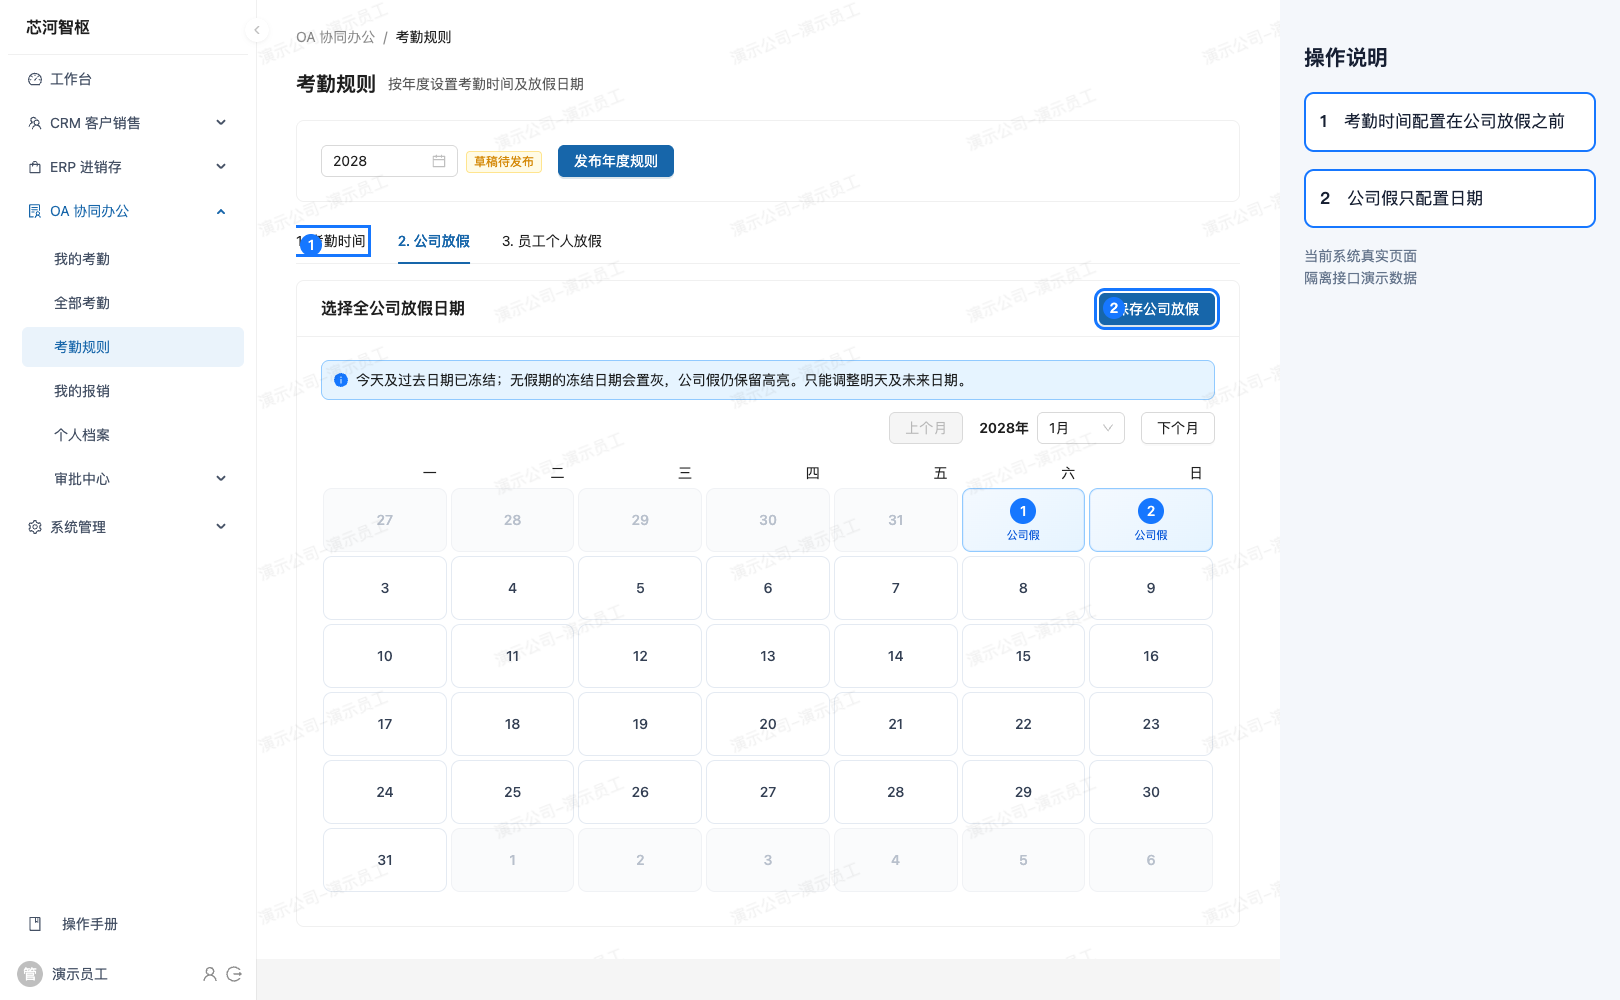 芯河智枢
工作台
CRM 客户销售
ERP 进销存
OA 协同办公
我的考勤
全部考勤
考勤规则
我的报销
个人档案
审批中心
系统管理
操作手册
管 演示员工
OA 协同办公 / 考勤规则
考勤规则 按年度设置考勤时间及放假日期
2028 草稿待发布 发布年度规则
1 勤时间 2. 公司放假 3. 员工个人放假
选择全公司放假日期 2 存公司放假
今天及过去日期已冻结；无假期的冻结日期会置灰，公司假仍保留高亮。只能调整明天及未来日期。
上个月 2028年 1月 下个月
一 二 三 四 五 六 日
27 28 29 30 31 1 2
公司假 公司假
3 4 5 6 7 8 9
10 11 12 13 14 15 16
17 18 19 20 21 22 23
24 25 26 27 28 29 30
31 1 2 3 4 5 6
操作说明
1 考勤时间配置在公司放假之前
2 公司假只配置日期
当前系统真实页面
隔离接口演示数据
演示公司-演示员工